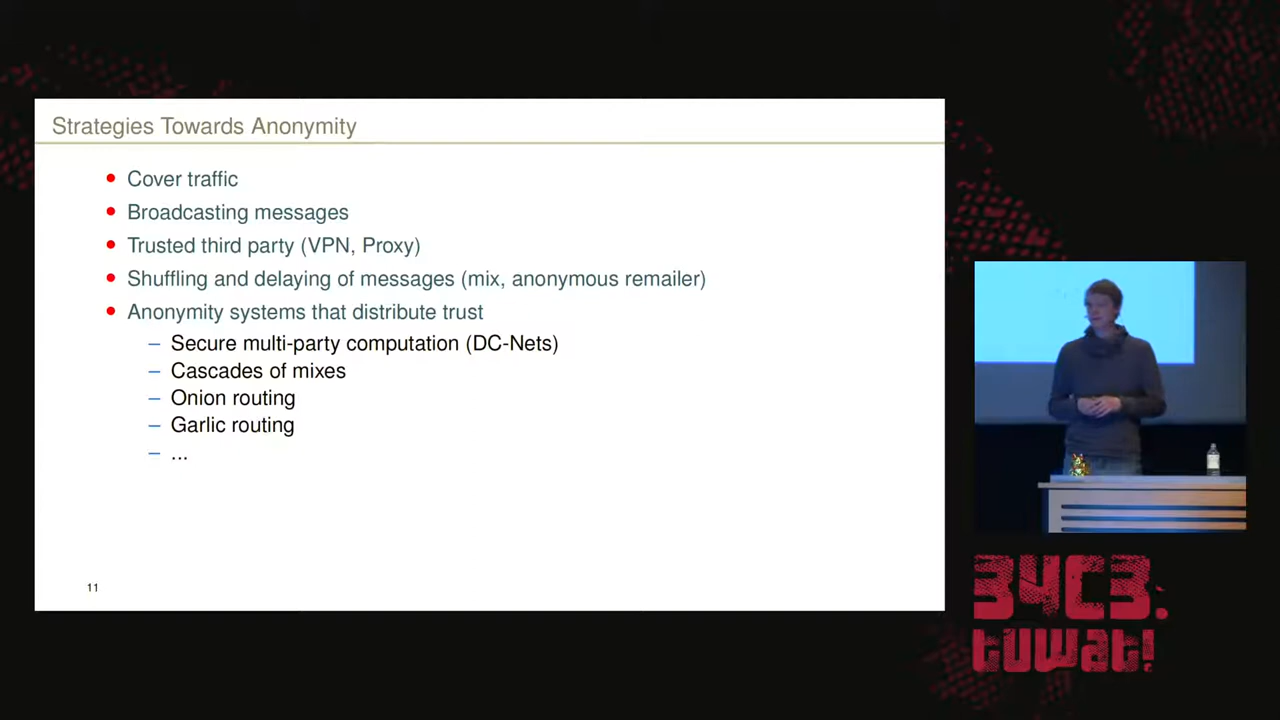 Strategies Towards Anonymity
Cover traffic
Broadcasting messages
Trusted third party (VPN, Proxy)
Shuffling and delaying of messages (mix, anonymous remailer)
Anonymity systems that distribute trust
– Secure multi-party computation (DC-Nets)
– Cascades of mixes
– Onion routing
– Garlic routing
– ...
11
34C3.
tuwat!